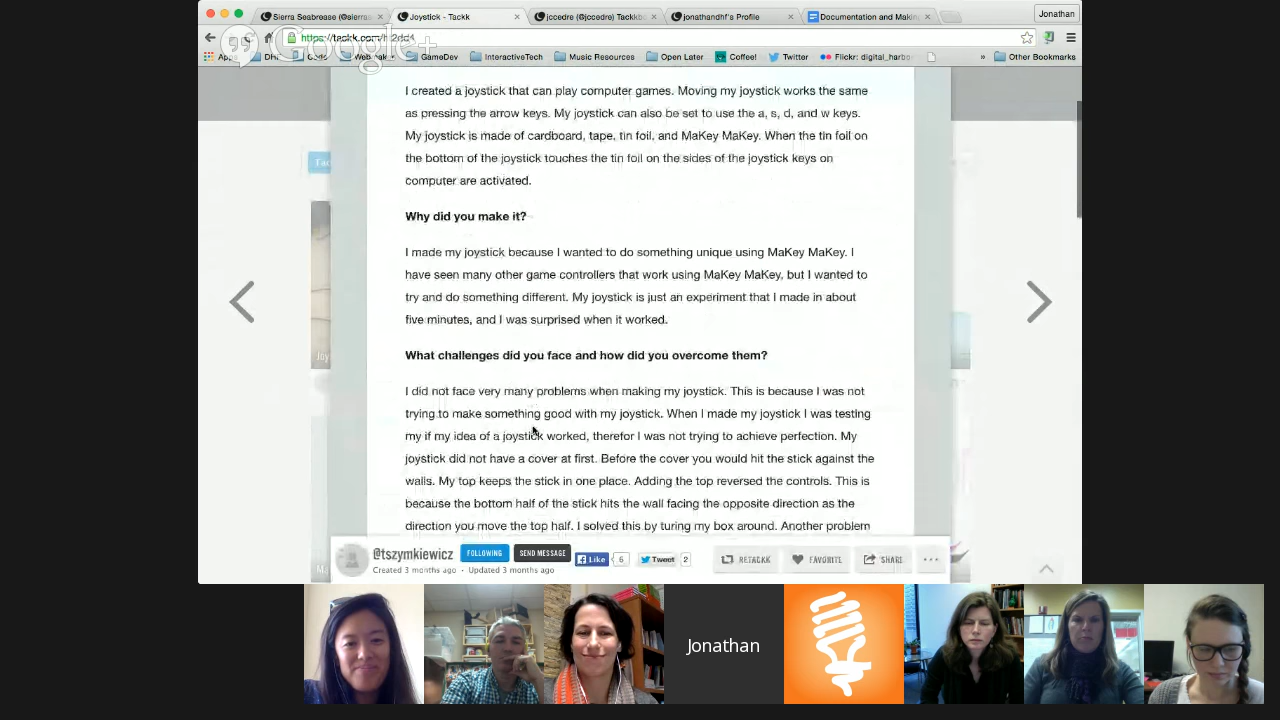 Sierra Seabrease (@sierras
Joystick - Tackk
jccedre (@jccedre) Tackkbo
jonathandhf's Profile
Documentation and Making
Jonathan
Google+
https://tackk.com/
GameDev
InteractiveTech
Music Resources
Open Later
Coffee!
Twitter
Flickr: digital_harbo
»
Other Bookmarks
I created a joystick that can play computer games. Moving my joystick works the same
as pressing the arrow keys. My joystick can also be set to use the a, s, d, and w keys.
My joystick is made of cardboard, tape, tin foil, and MaKey MaKey. When the tin foil on
the bottom of the joystick touches the tin foil on the sides of the joystick keys on
computer are activated.
Why did you make it?
I made my joystick because I wanted to do something unique using MaKey MaKey. I
have seen many other game controllers that work using MaKey MaKey, but I wanted to
try and do something different. My joystick is just an experiment that I made in about
five minutes, and I was surprised when it worked.
What challenges did you face and how did you overcome them?
I did not face very many problems when making my joystick. This is because I was not
trying to make something good with my joystick. When I made my joystick I was testing
my if my idea of a joystick worked, therefor I was not trying to achieve perfection. My
joystick did not have a cover at first. Before the cover you would hit the stick against the
walls. My top keeps the stick in one place. Adding the top reversed the controls. This is
because the bottom half of the stick hits the wall facing the opposite direction as the
direction you move the top half. I solved this by turing my box around. Another problem
@tszymkiewicz
FOLLOWING
SEND MESSAGE
Like
6
Tweet
2
RETACKK
FAVORITE
SHARE
Created 3 months ago • Updated 3 months ago
Jonathan